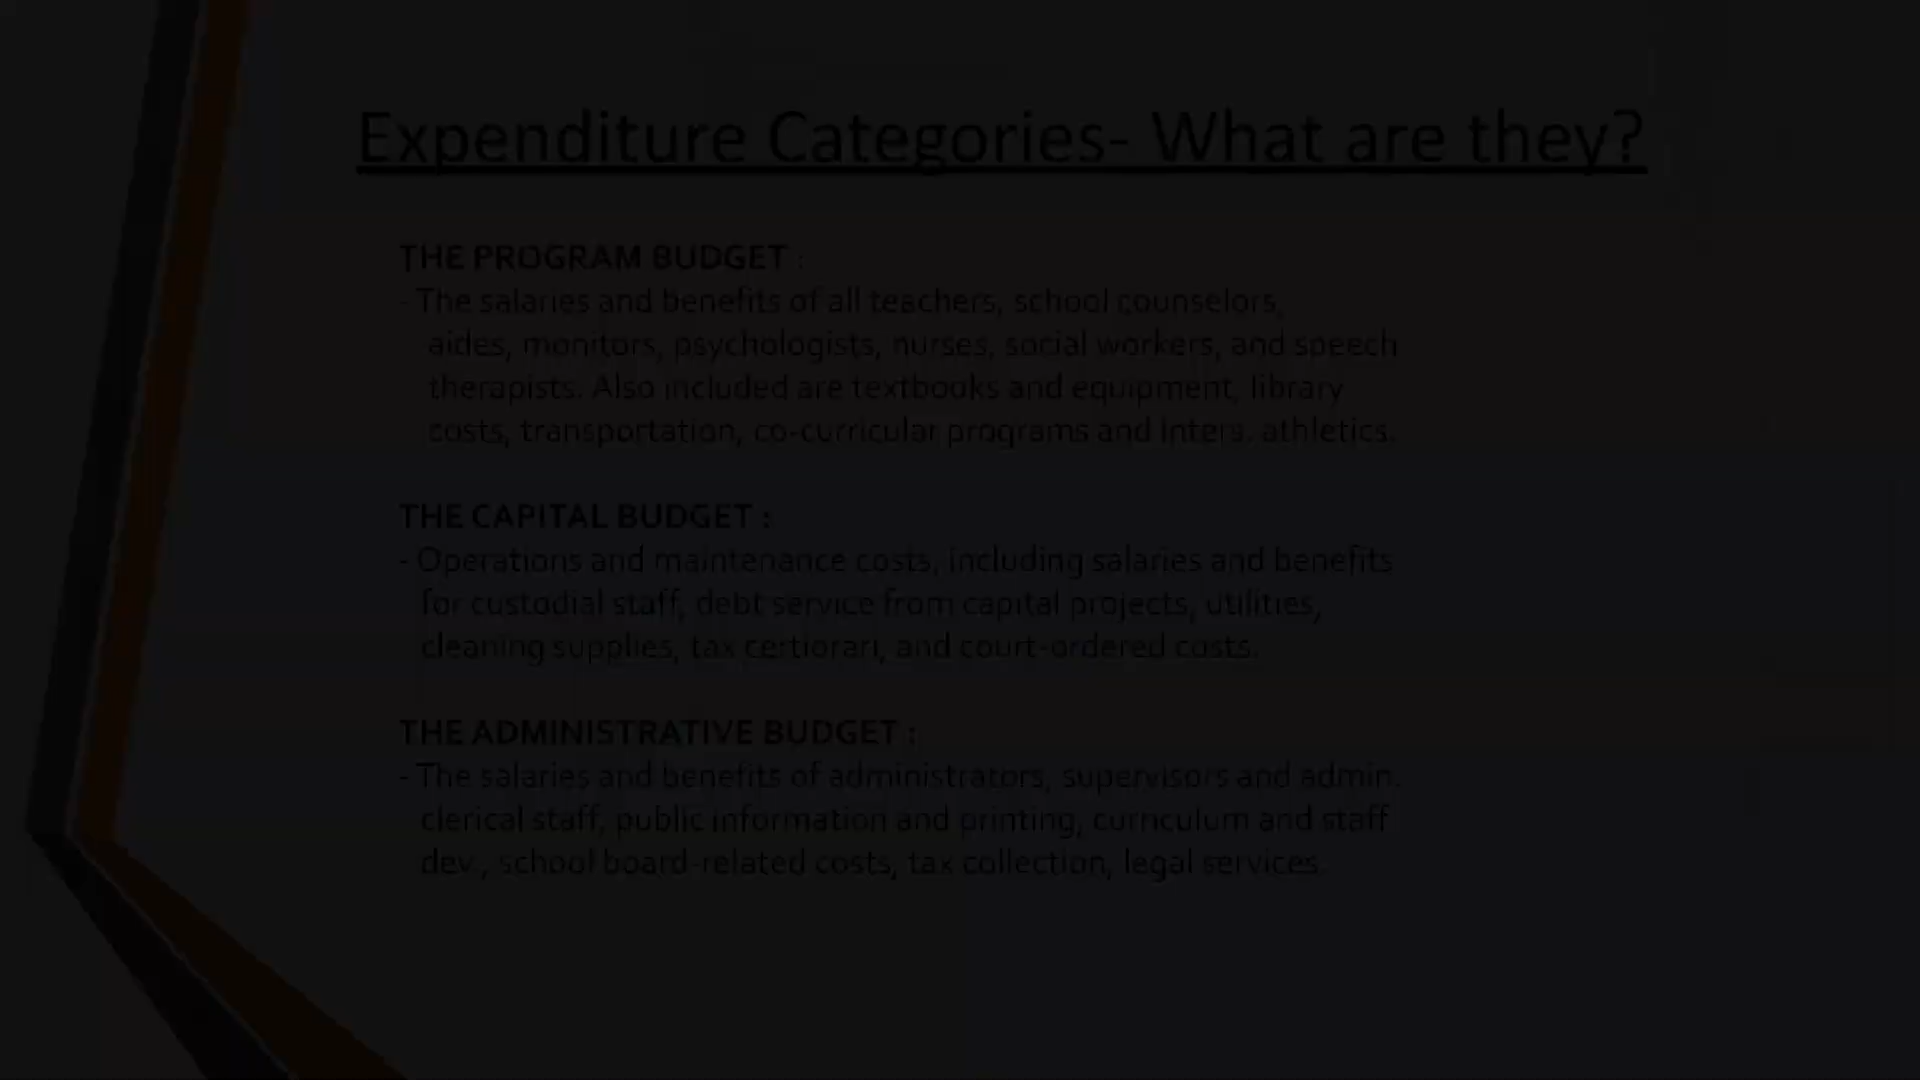 Expenditure Categories- What are they?
THE PROGRAM BUDGET :
- The salaries and benefits of all teachers, school counselors,
aides, monitors, psychologists, nurses, social workers, and speech
therapists. Also included are textbooks and equipment, library
costs, transportation, co-curricular programs and Inters. athletics.
THE CAPITAL BUDGET :
- Operations and maintenance costs, including salaries and benefits
for custodial staff, debt service from capital projects, utilities,
cleaning supplies, tax certiorari, and court-ordered costs.
THE ADMINISTRATIVE BUDGET :
- The salaries and benefits of administrators, supervisors and admin.
clerical staff, public information and printing, curriculum and staff
dev., school board-related costs, tax collection, legal services.